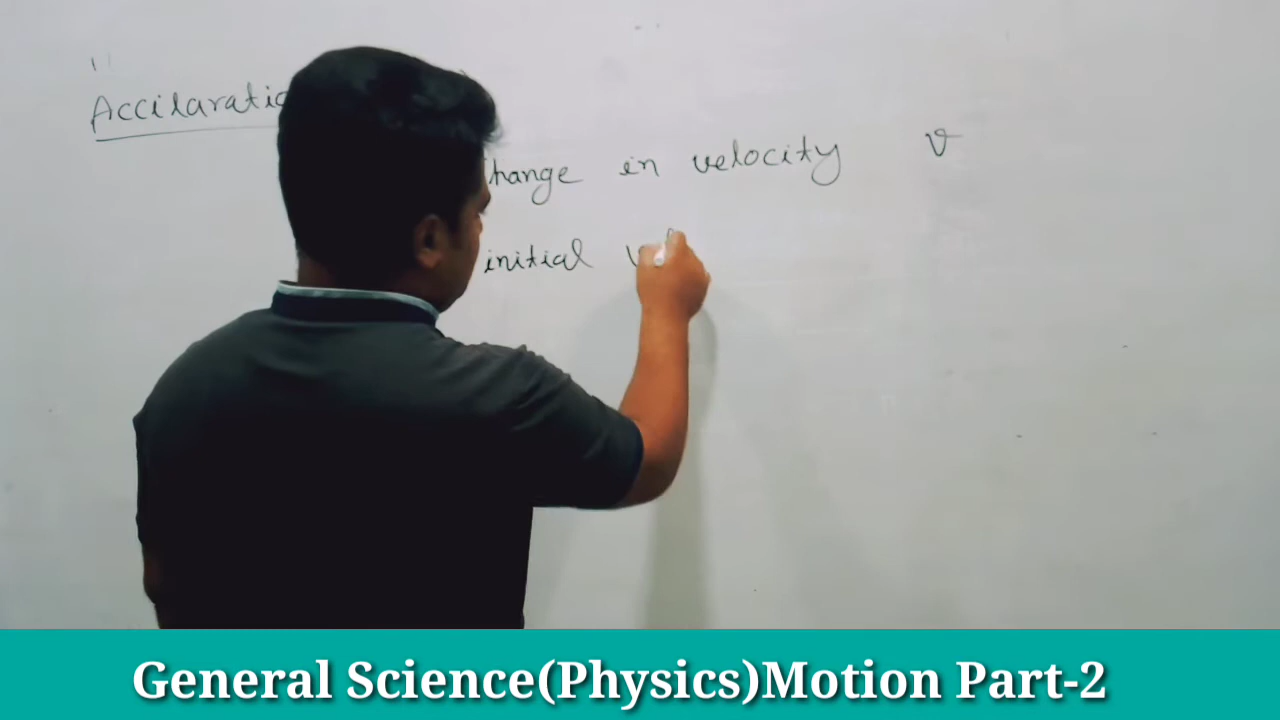 Accilaratio
hange in velocity v
initial
General Science(Physics)Motion Part-2